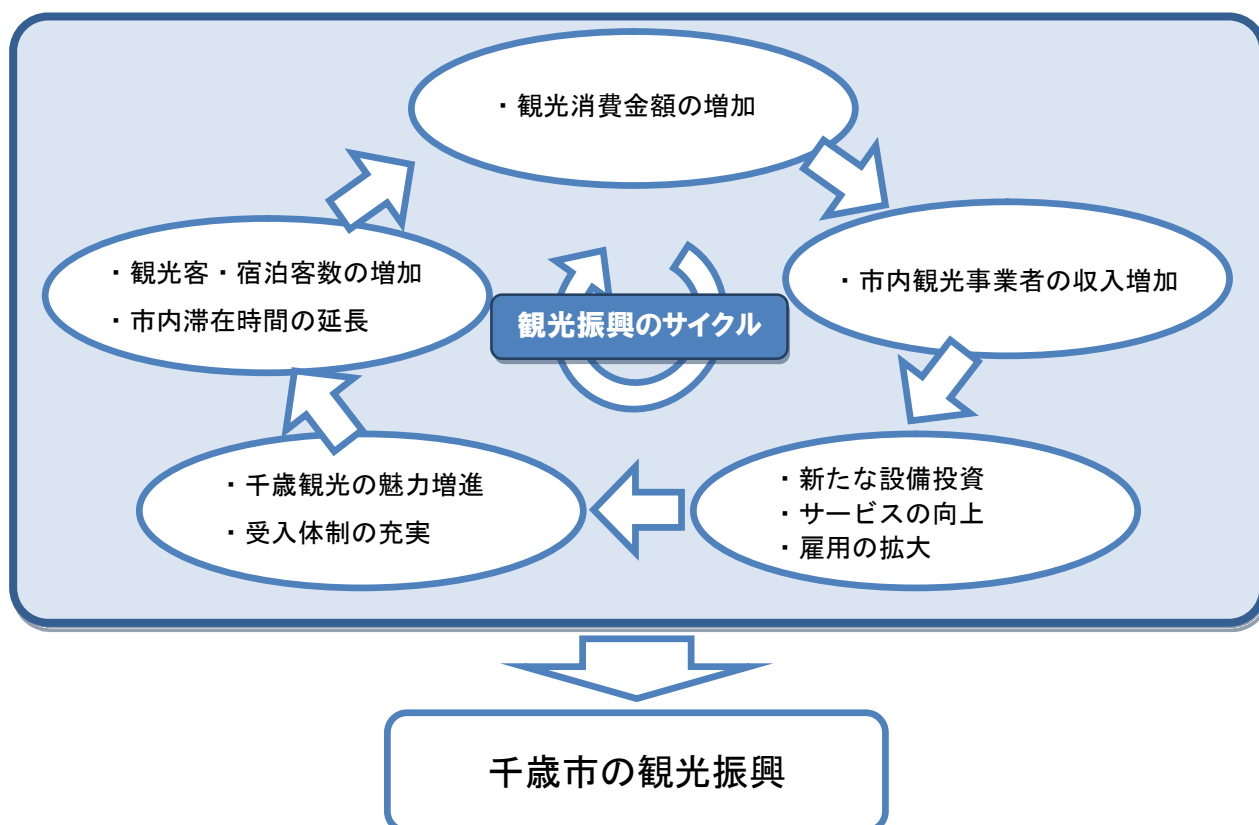 ・観光消費金額の増加
・市内観光事業者の収入増加
・新たな設備投資
・サービスの向上
・雇用の拡大
・千歳観光の魅力増進
・受入体制の充実
・観光客・宿泊客数の増加
・市内滞在時間の延長
観光振興のサイクル
千歳市の観光振興